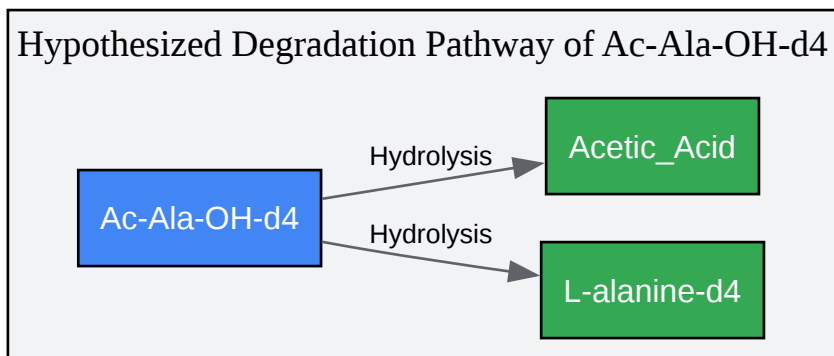 Hypothesized Degradation Pathway of Ac-Ala-OH-d4
Hydrolysis
Acetic_Acid
Ac-Ala-OH-d4
Hydrolysis
L-alanine-d4